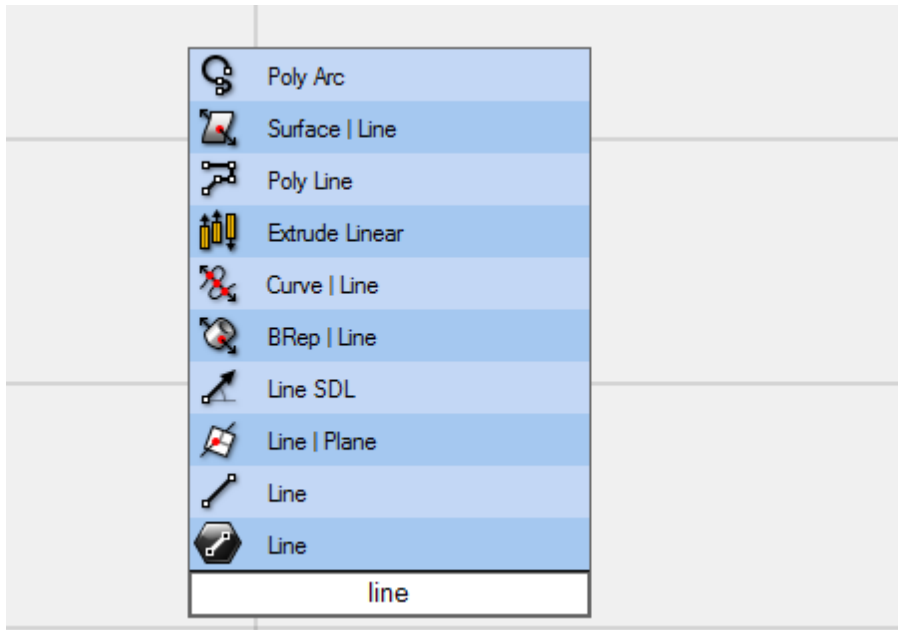 Poly Arc
Surface | Line
Poly Line
Extrude Linear
Curve | Line
BRep | Line
Line SDL
Line | Plane
Line
Line
line